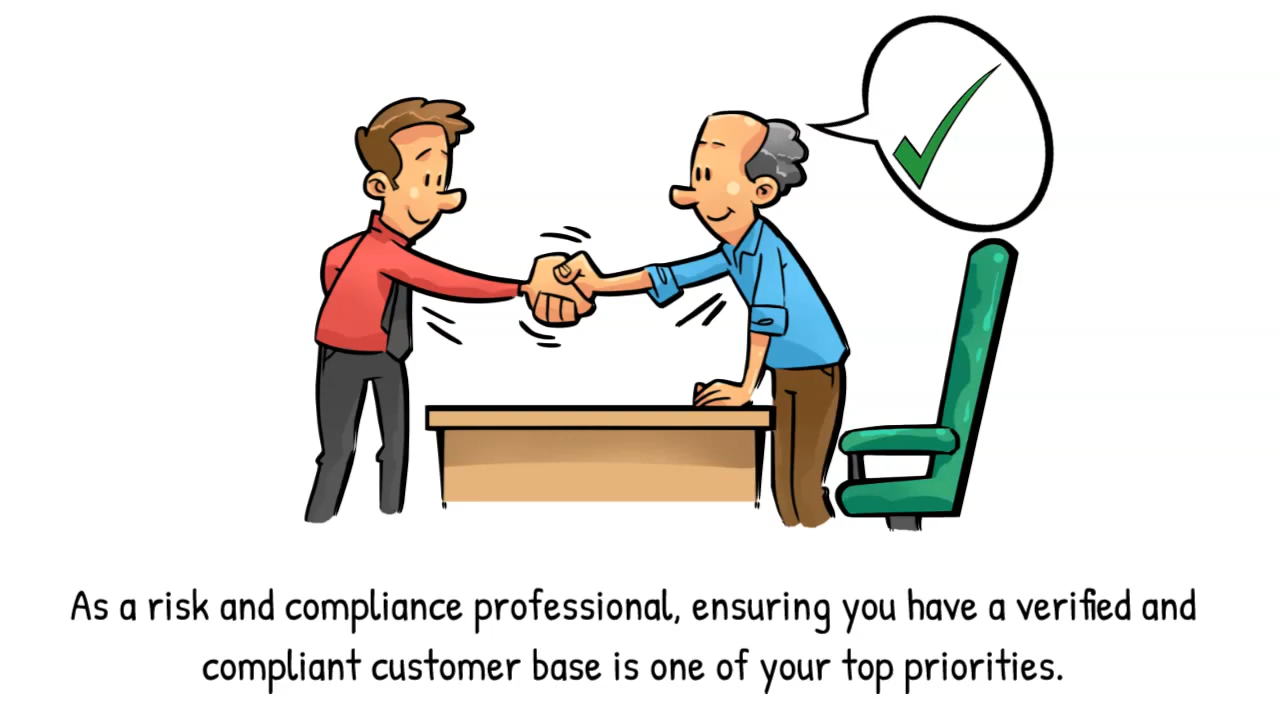 As a risk and compliance professional, ensuring you have a verified and
compliant customer base is one of your top priorities.